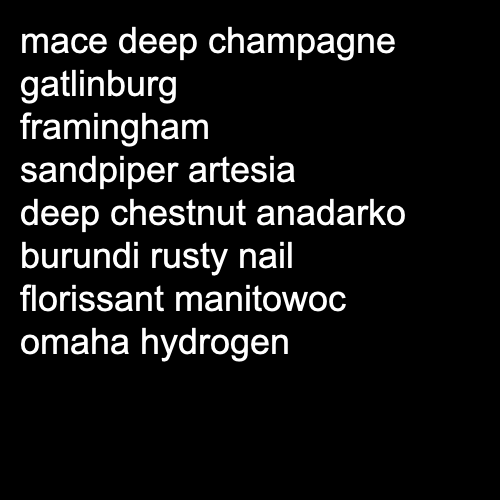 mace deep champagne
gatlinburg
framingham
sandpiper artesia
deep chestnut anadarko
burundi rusty nail
florissant manitowoc
omaha hydrogen